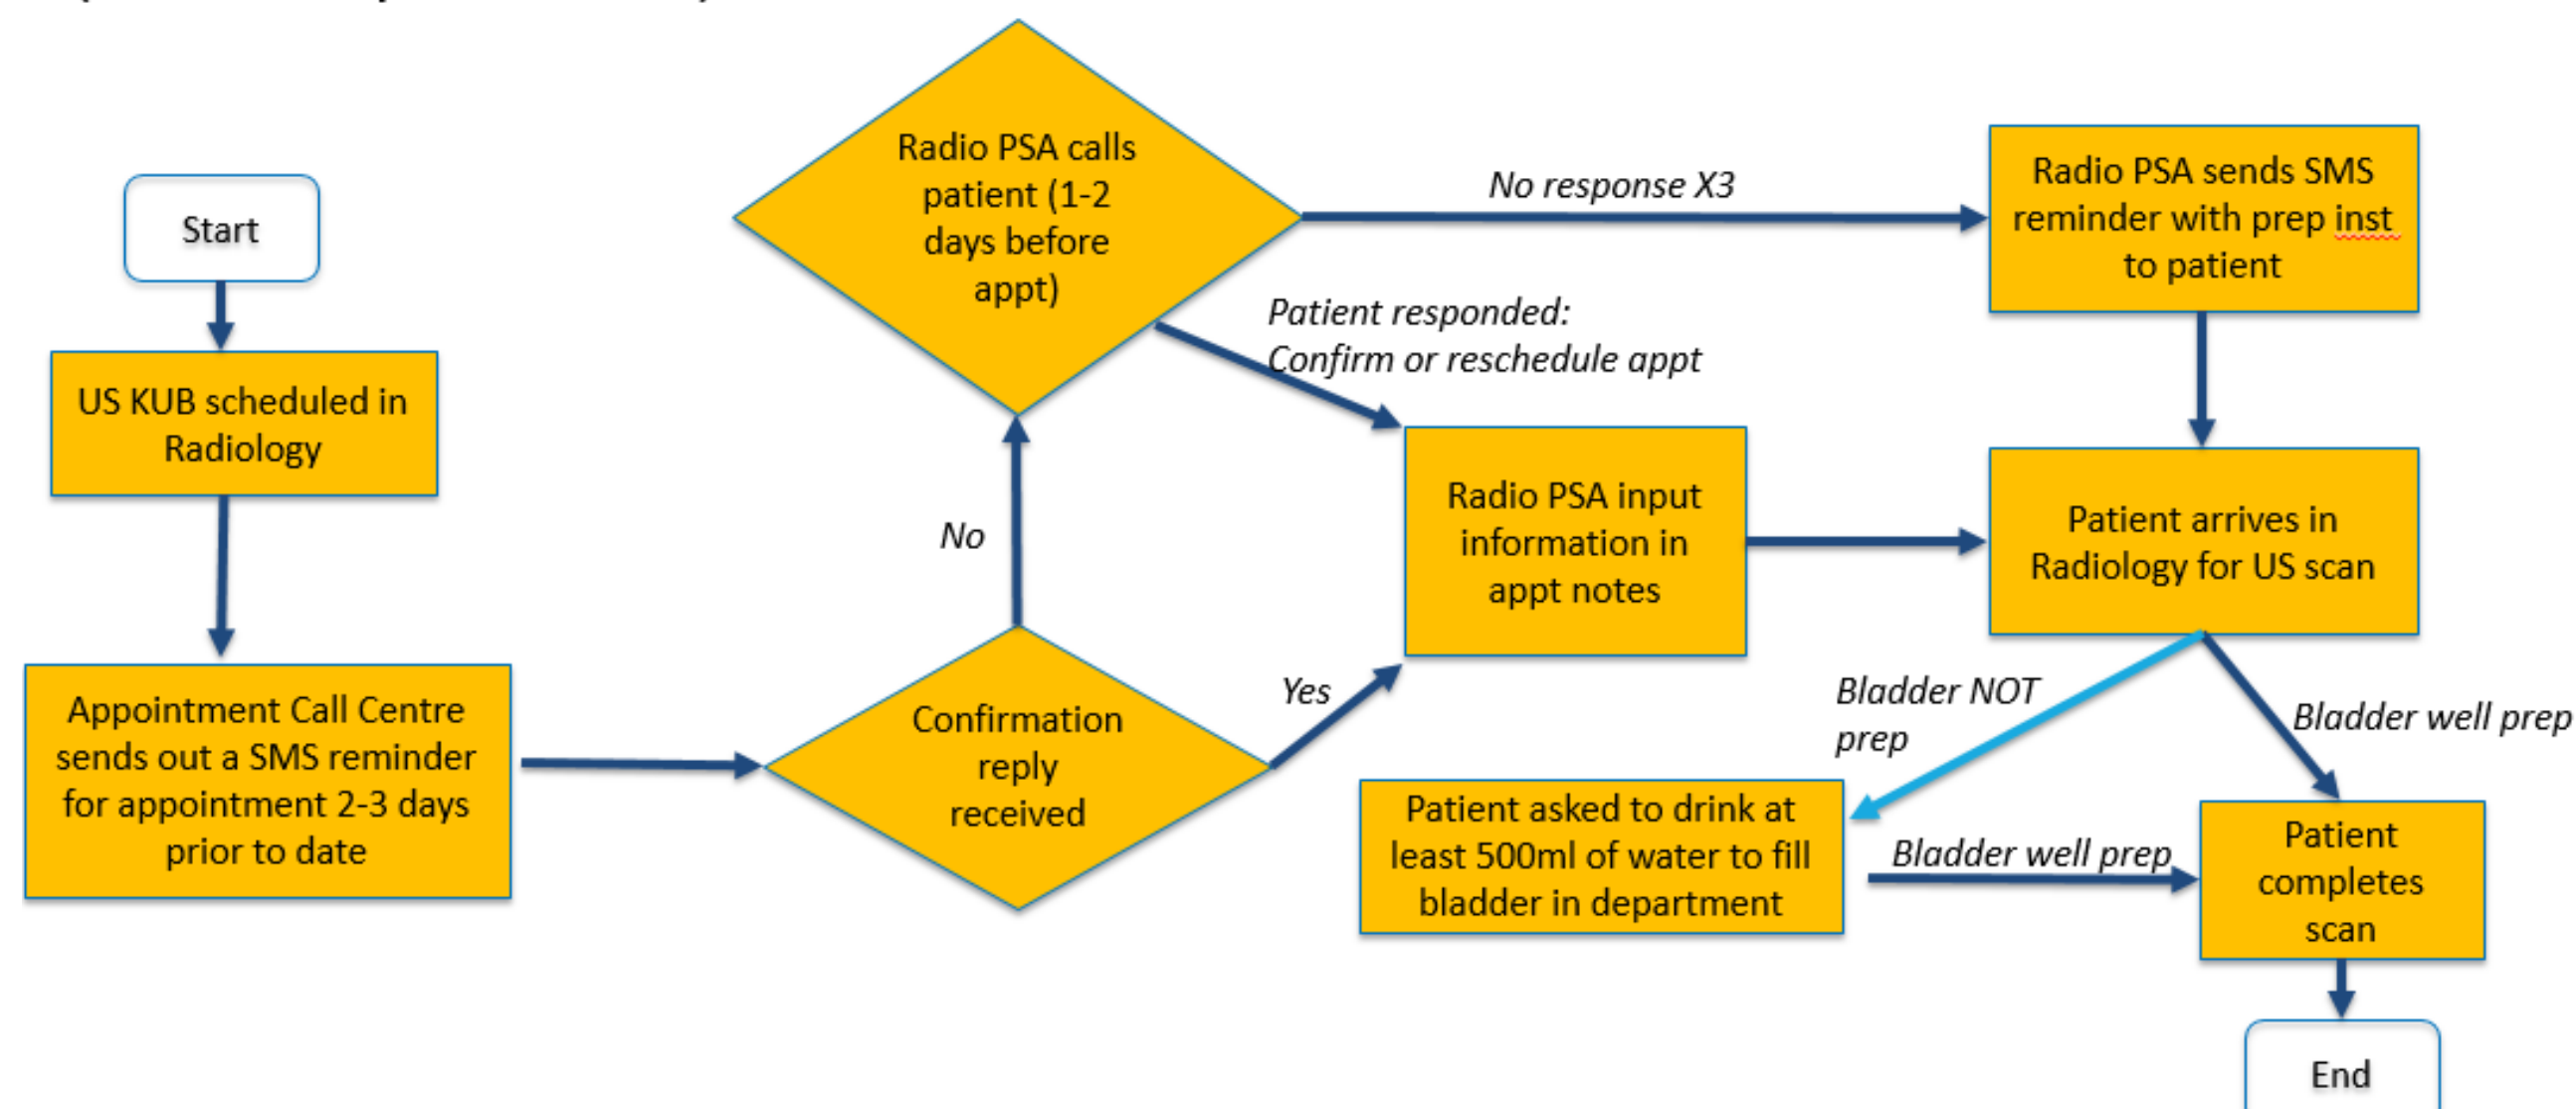 Start
US KUB scheduled in
Radiology
Appointment Call Centre
sends out a SMS reminder
for appointment 2-3 days
prior to date
Confirmation
reply
received
No
Yes
Radio PSA calls
patient (1-2
days before
appt)
No response X3
Patient responded:
Confirm or reschedule appt
Radio PSA input
information in
appt notes
Radio PSA sends SMS
reminder with prep inst
to patient
Patient arrives in
Radiology for US scan
Bladder NOT
prep
Bladder well prep
Patient asked to drink at
least 500ml of water to fill
bladder in department
Bladder well prep
Patient
completes
scan
End